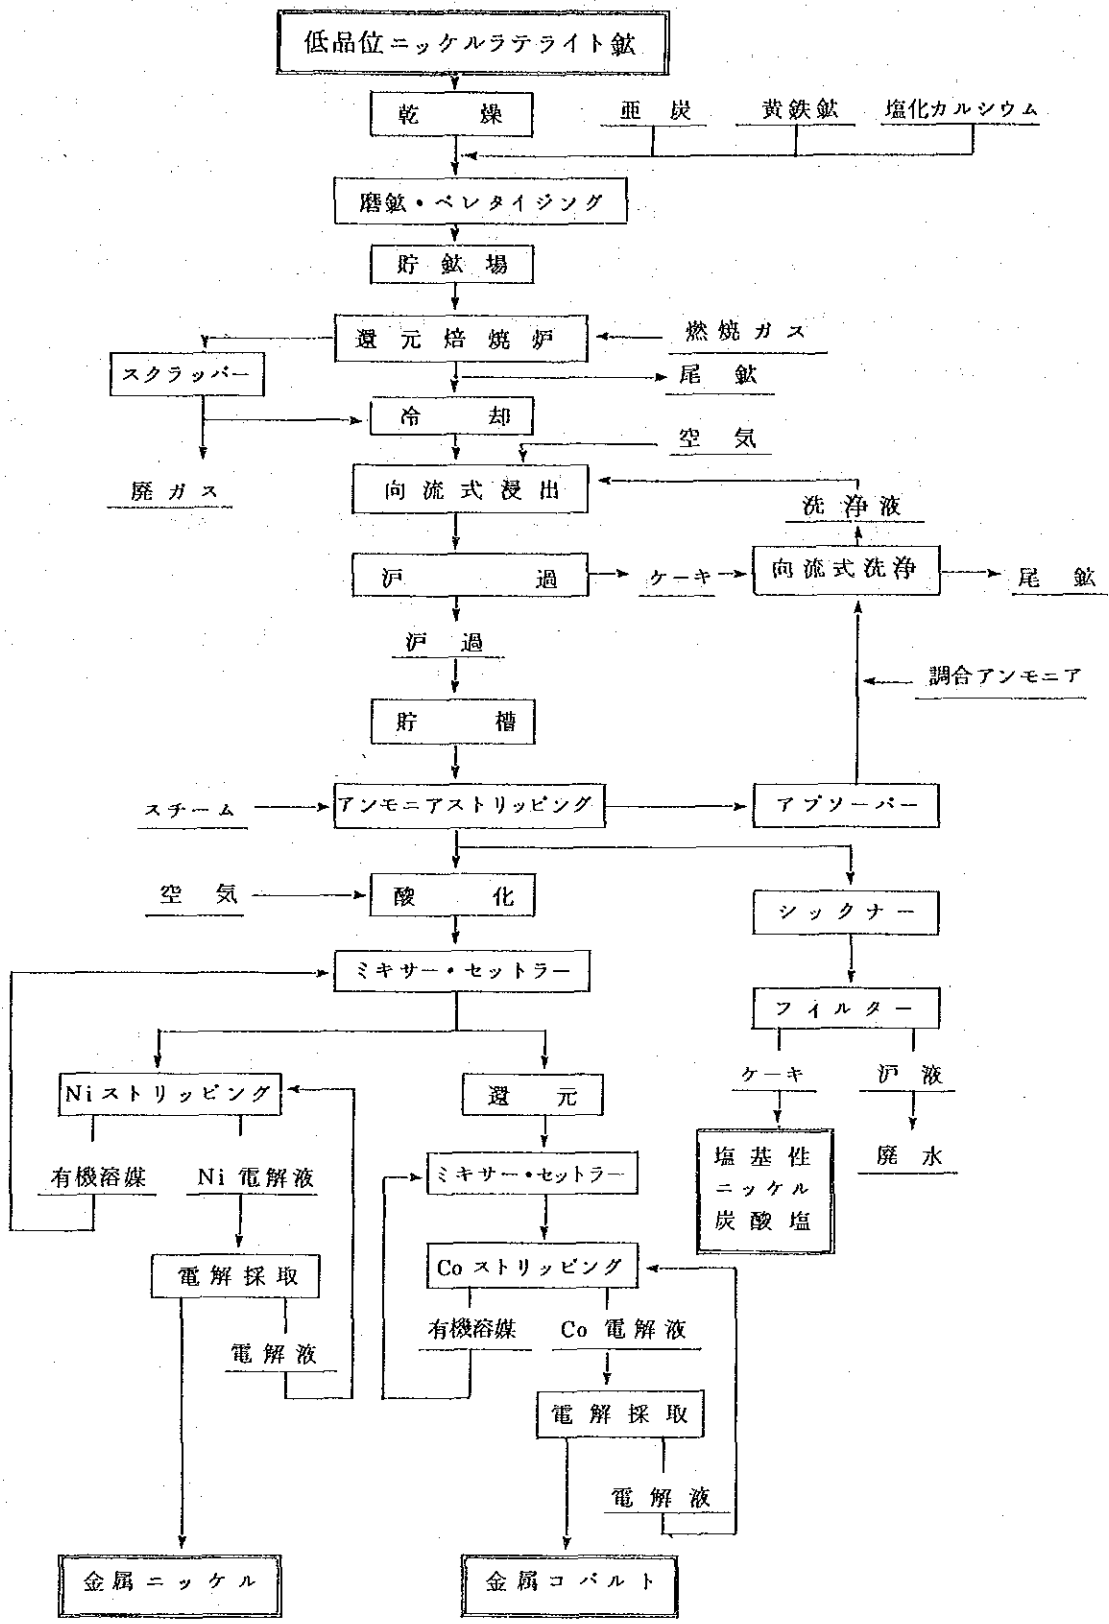 低品位ニッケルラテライト鉱
乾燥
亜炭
黄鉄鉱
塩化カルシウム
磨鉱・ペレタイジング
貯鉱場
還元焙焼炉
燃焼ガス
スクラッパー
尾鉱
冷却
空気
廃ガス
向流式浸出
洗浄液
沪過
ケーキ
向流式洗浄
尾鉱
沪過
調合アンモニア
貯槽
スチーム
アンモニアストリッピング
アブソーバー
空気
酸化
シックナー
ミキサー・セットラー
フィルター
Niストリッピング
還元
ケーキ
沪液
有機溶媒
Ni電解液
ミキサー・セットラー
塩基性
ニッケル
炭酸塩
廃水
電解採取
Coストリッピング
電解液
有機溶媒
Co電解液
電解採取
電解液
金属ニッケル
金属コバルト